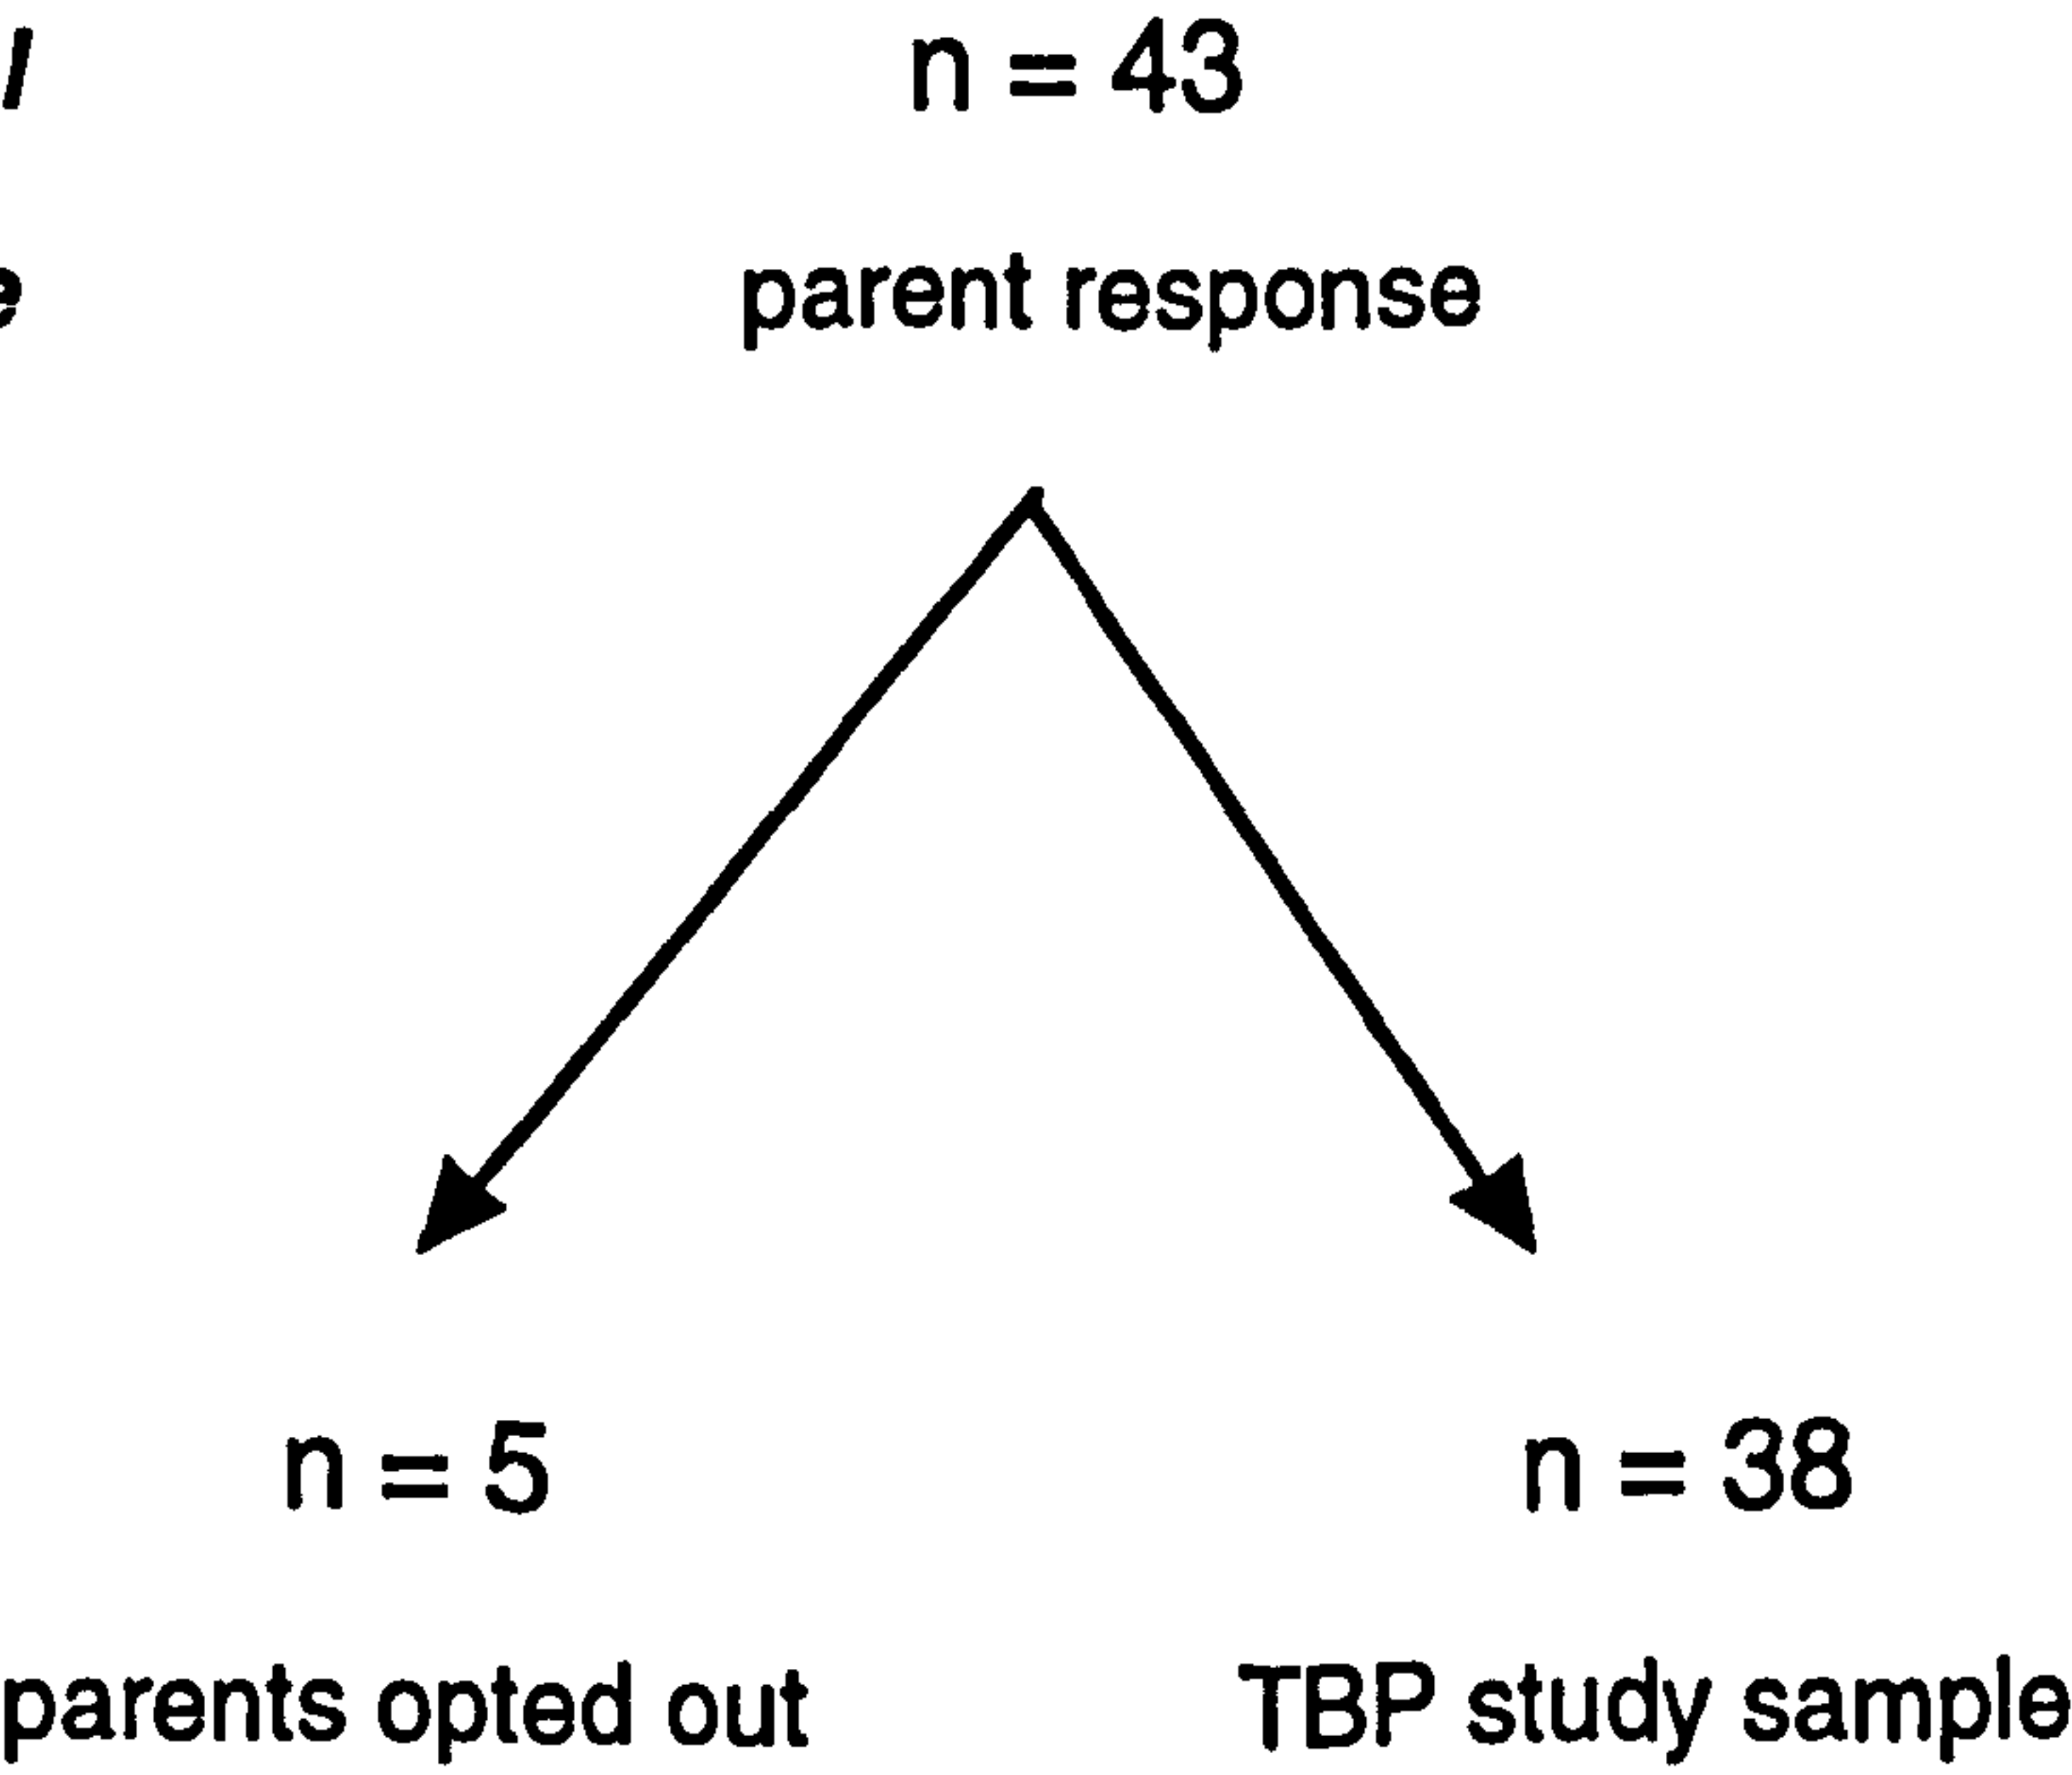 n = 43
parent response
n = 5
n = 38
parents opted out
TBP study sample